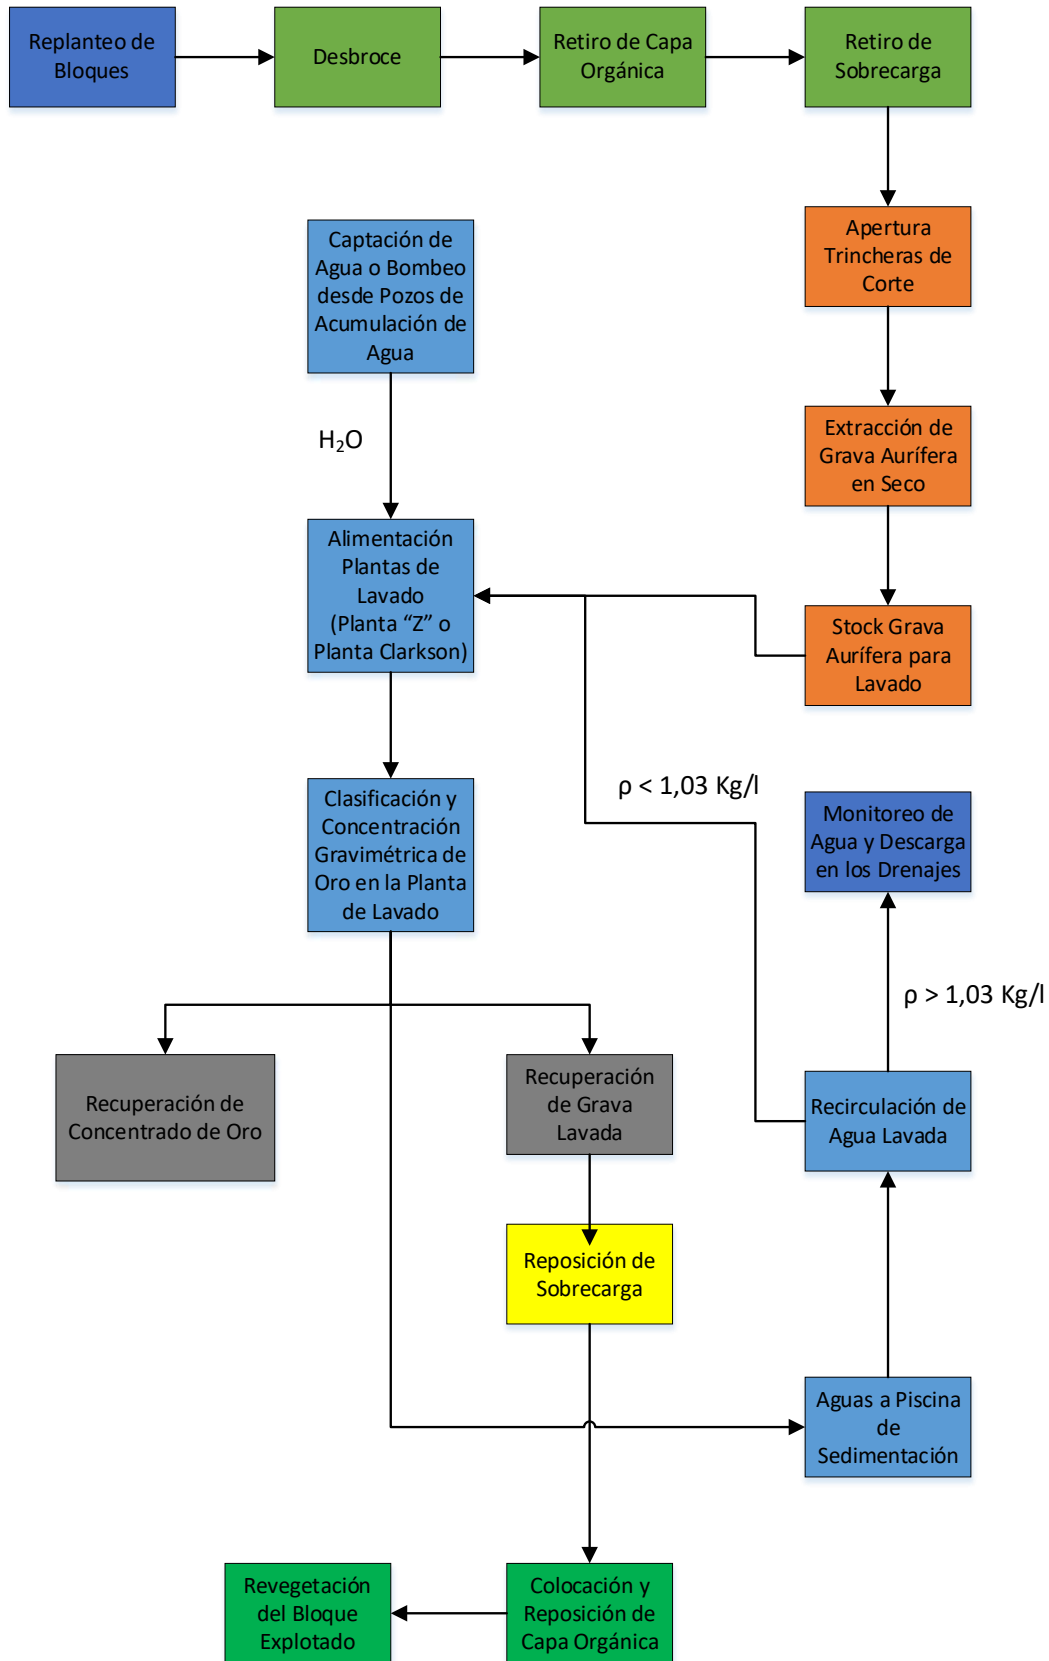 Replanteo de
Bloques
Desbroce
Retiro de Capa
Orgánica
Retiro de
Sobrecarga
Apertura
Trincheras de
Corte
Captación de
Agua o Bombeo
desde Pozos de
Acumulación de
Agua
Extracción de
Grava Aurífera
en Seco
H₂O
Alimentación
Plantas de
Lavado
(Planta “Z” o
Planta Clarkson)
Stock Grava
Aurífera para
Lavado
ρ < 1,03 Kg/l
Clasificación y
Concentración
Gravimétrica de
Oro en la Planta
de Lavado
Monitoreo de
Agua y Descarga
en los Drenajes
ρ > 1,03 Kg/l
Recuperación de
Concentrado de Oro
Recuperación
de Grava
Lavada
Recirculación de
Agua Lavada
Reposición de
Sobrecarga
Aguas a Piscina
de
Sedimentación
Revegetación
del Bloque
Explotado
Colocación y
Reposición de
Capa Orgánica